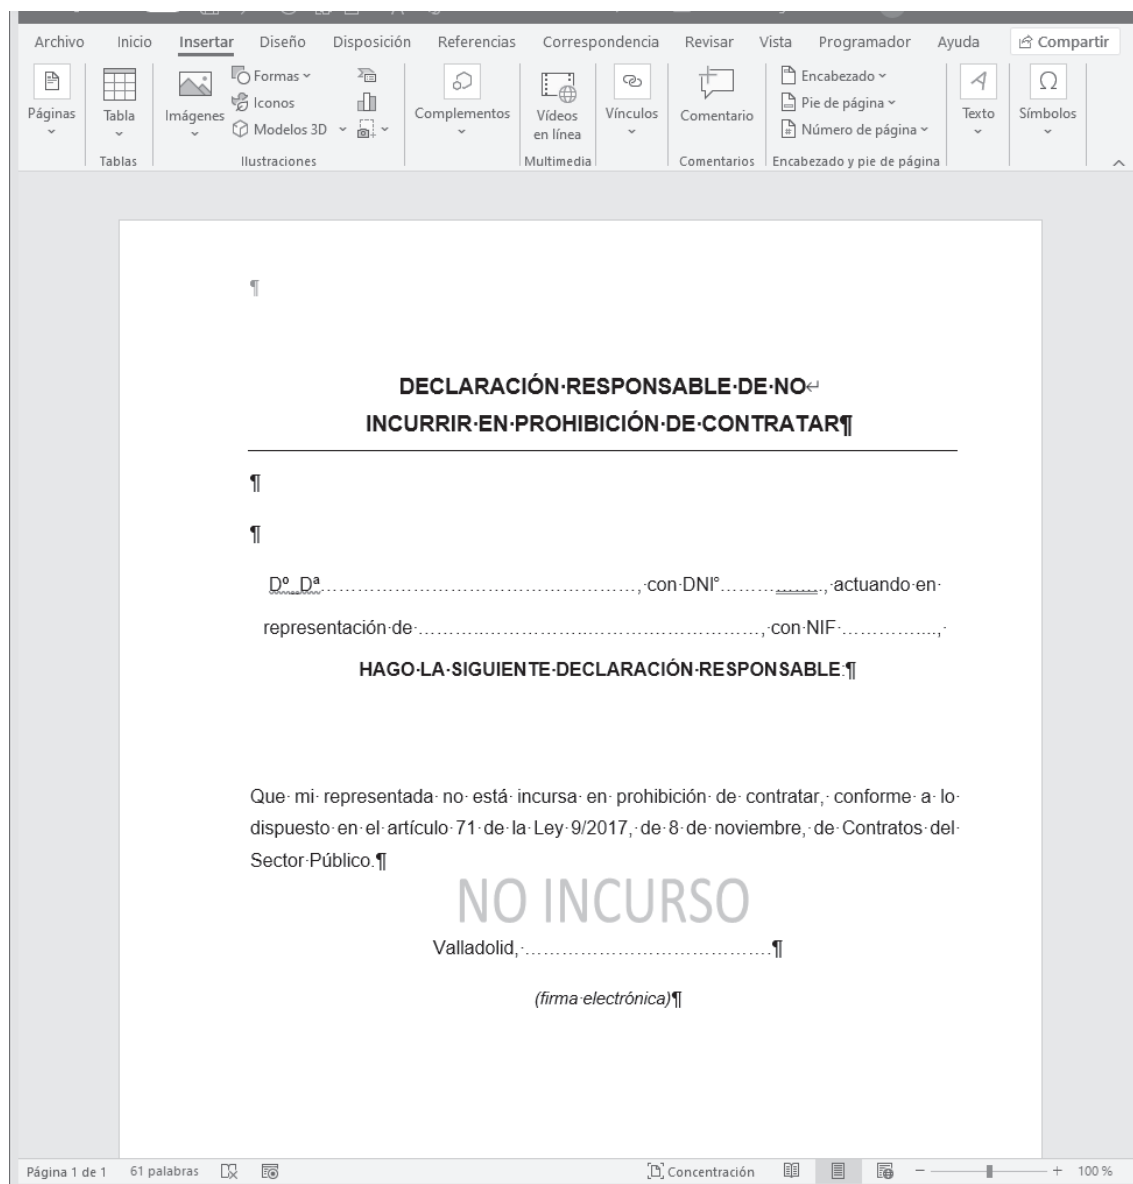 Archivo Inicio Insertar Diseño Disposición Referencias Correspondencia Revisar Vista Programador Ayuda Compartir
Páginas Tabla Imágenes Formas Iconos Modelos 3D Complementos Vídeos en línea Vínculos Comentario Encabezado Pie de página Número de página Texto Símbolos
Tablas Ilustraciones Multimedia Comentarios Encabezado y pie de página
¶
DECLARACIÓN·RESPONSABLE·DE·NO↵
INCURRIR·EN·PROHIBICIÓN·DE·CONTRATAR¶
¶
¶
Dº Dª……………………………………………,·con·DNI°……………..,·actuando·en·
representación·de·………..……………..……….………………,·con·NIF·…………....,·
HAGO·LA·SIGUIENTE·DECLARACIÓN·RESPONSABLE:¶
Que·mi·representada·no·está·incursa·en·prohibición·de·contratar,·conforme·a·lo·
dispuesto·en·el·artículo·71·de·la·Ley·9/2017,·de·8·de·noviembre,·de·Contratos·del·
Sector·Público.¶
NO INCURSO
Valladolid,·………………………………….¶
(firma·electrónica)¶
Página 1 de 1 61 palabras Concentración 100 %